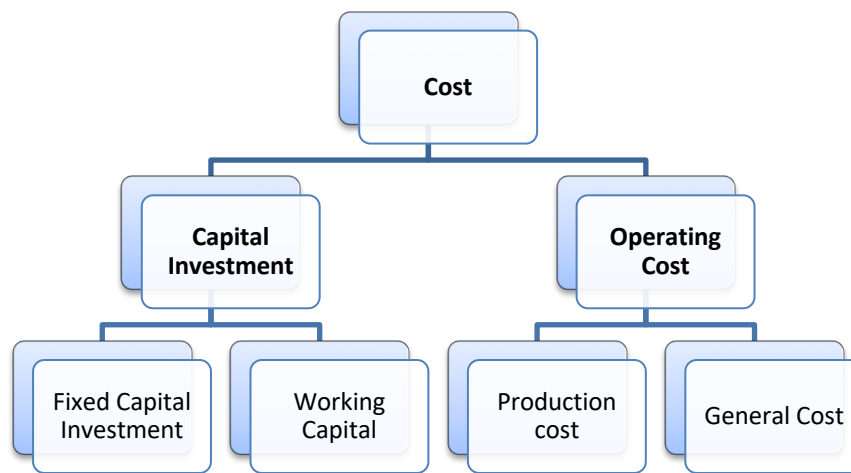 Cost
Capital
Investment
Operating
Cost
Fixed Capital
Investment
Working
Capital
Production
cost
General Cost